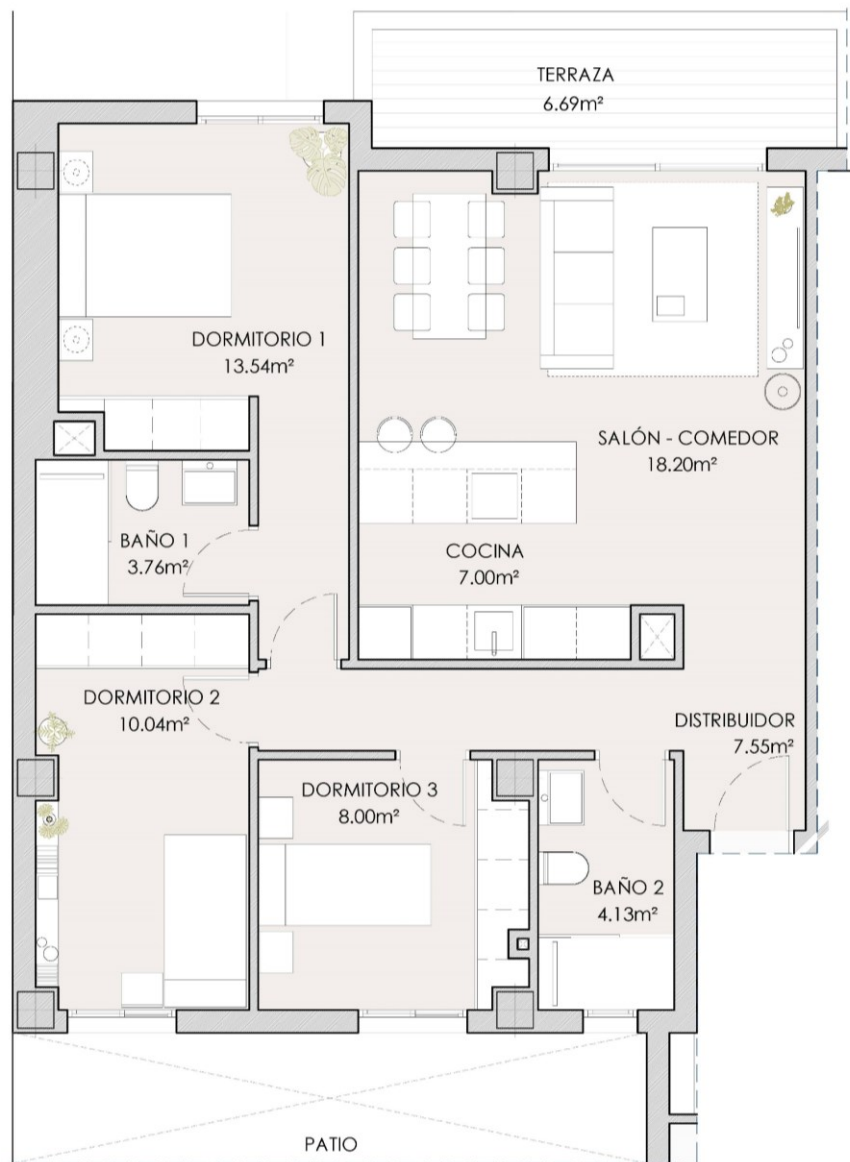 TERRAZA
6.69m²
DORMITORIO 1
13.54m²
SALÓN - COMEDOR
18.20m²
BAÑO 1
3.76m²
COCINA
7.00m²
DORMITORIO 2
10.04m²
DISTRIBUIDOR
7.55m²
DORMITORIO 3
8.00m²
BAÑO 2
4.13m²
PATIO